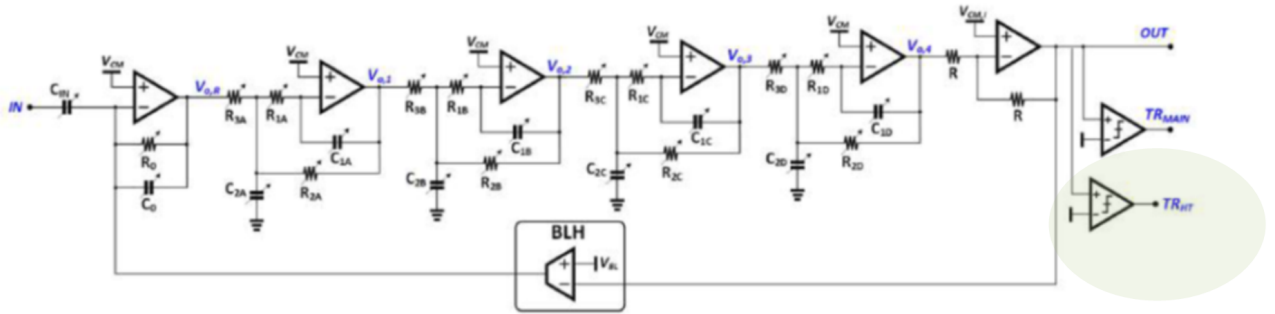 IN
C_IN
V_CM
V_o,R
R_0
C_0
R_3A
R_1A
C_2A
V_CM
V_o,1
C_1A
R_2A
R_3B
R_1B
C_2B
V_CM
V_o,2
C_1B
R_2B
R_3C
R_1C
C_2C
V_CM
V_o,3
C_1C
R_2C
R_3D
R_1D
C_2D
V_CM
V_o,4
C_1D
R_2D
R
V_CM,I
R
OUT
TR_MAIN
TR_HT
BLH
V_BL